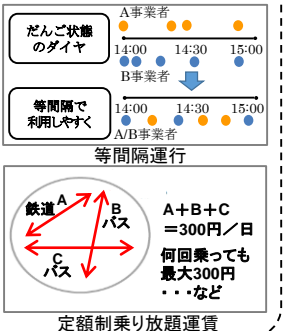 だんご状態
のダイヤ
A事業者
14:00 14:30 15:00
B事業者
等間隔で
利用しやすく
14:00 14:30 15:00
A/B事業者
等間隔運行
鉄道 A
B
バス
C
バス
A+B+C
=300円/日
何回乗っても
最大300円
・・・など
定額制乗り放題運賃